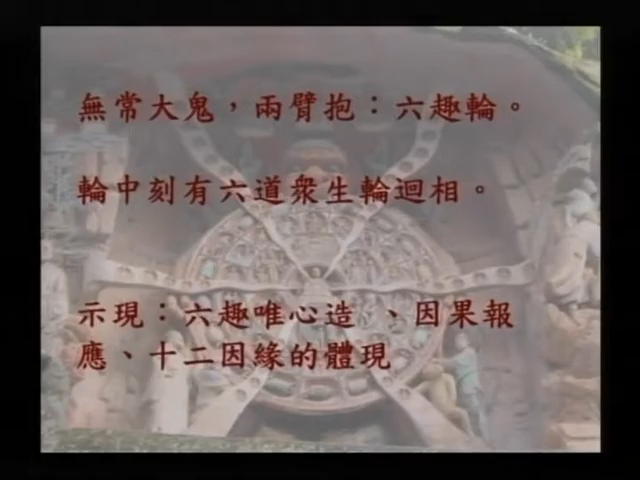 無常大鬼，兩臂抱：六趣輪。
輪中刻有六道眾生輪迴相。
示現：六趣唯心造 、因果報
應、十二因緣的體現